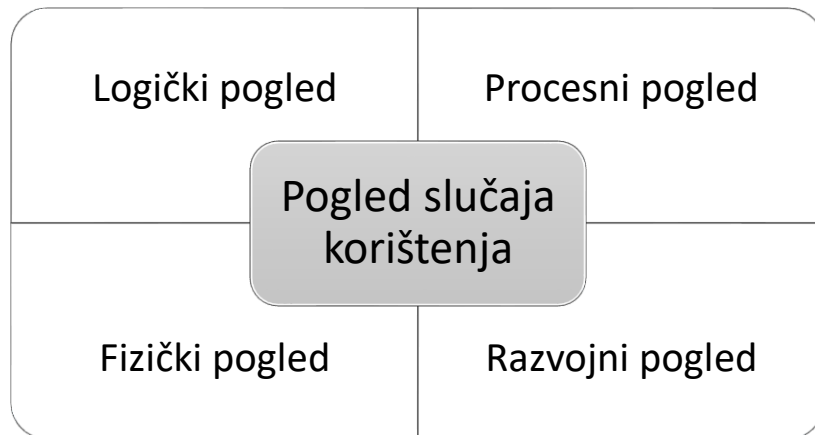 Logički pogled
Procesni pogled
Pogled slučaja
korištenja
Fizički pogled
Razvojni pogled